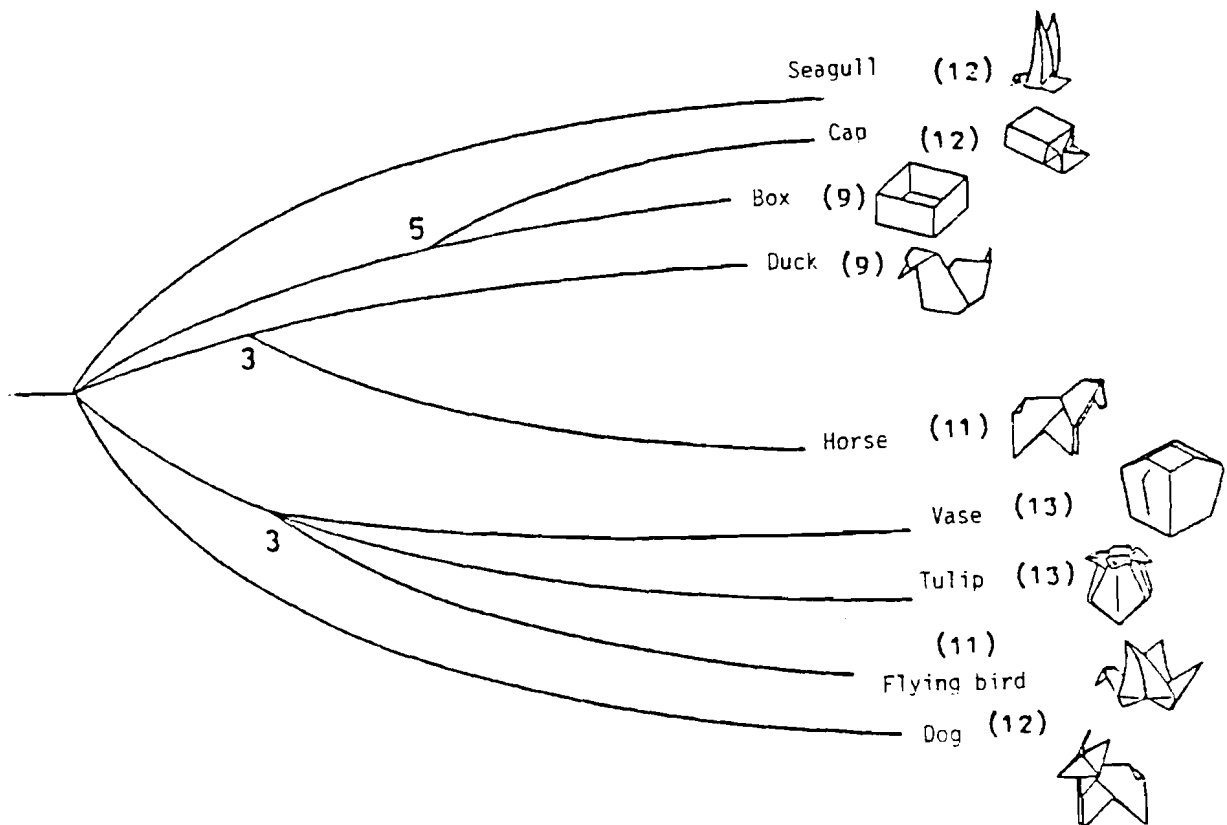 Seagull (12)
Cap (12)
Box (9)
5
Duck (9)
3
Horse (11)
Vase (13)
3
Tulip (13)
(11)
Flying bird
Dog (12)